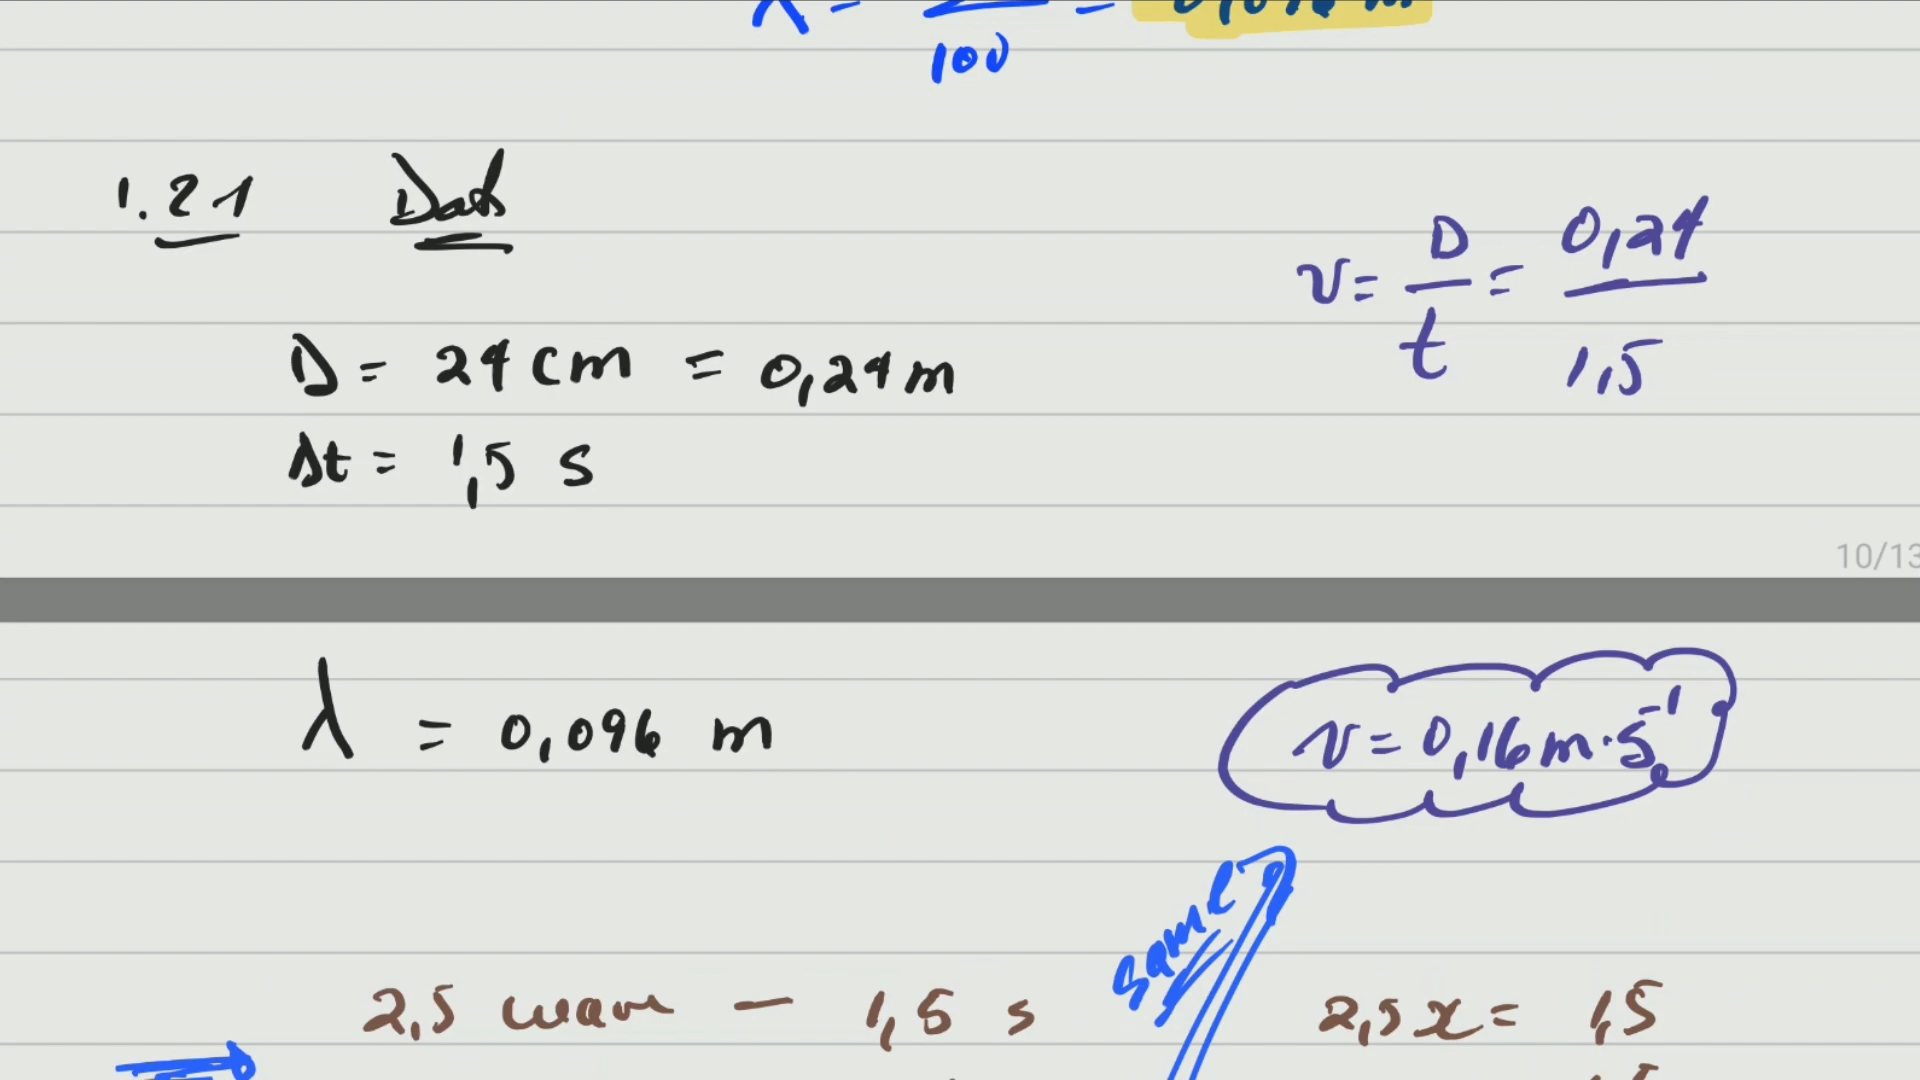 λ = — =
100
1.21 Data
v = D/t = 0,24/1,5
D = 24 cm = 0,24 m
Δt = 1,5 s
10/13
λ = 0,096 m
v = 0,16 m·s⁻¹
same
2,5 wave — 1,5 s
2,5 x = 1,5